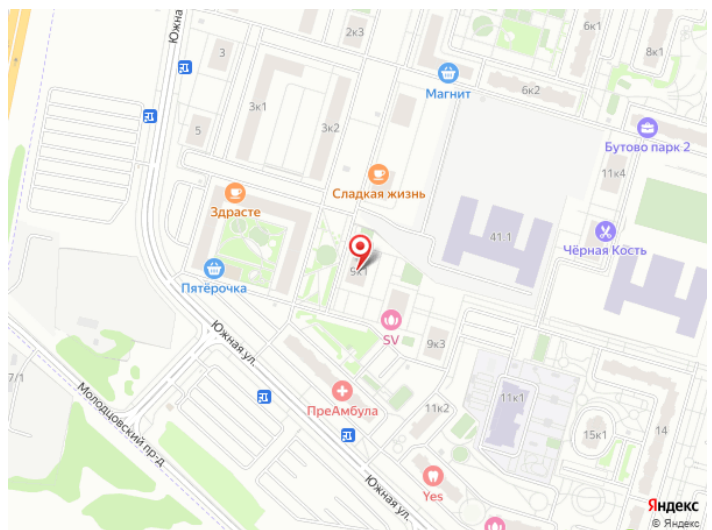 Южна
3
2к3
6к1
8к1
Магнит
6к2
3к1
3к2
5
Бутово парк 2
11к4
Здрасте
Сладкая жизнь
41.1
Чёрная Кость
9к1
Пятёрочка
SV
9к3
Южная ул.
7/1
Молодцовский пр-д
ПреАмбула
11к2
11к1
14
15к1
Yes
Южная ул.
Яндекс
© Яндекс